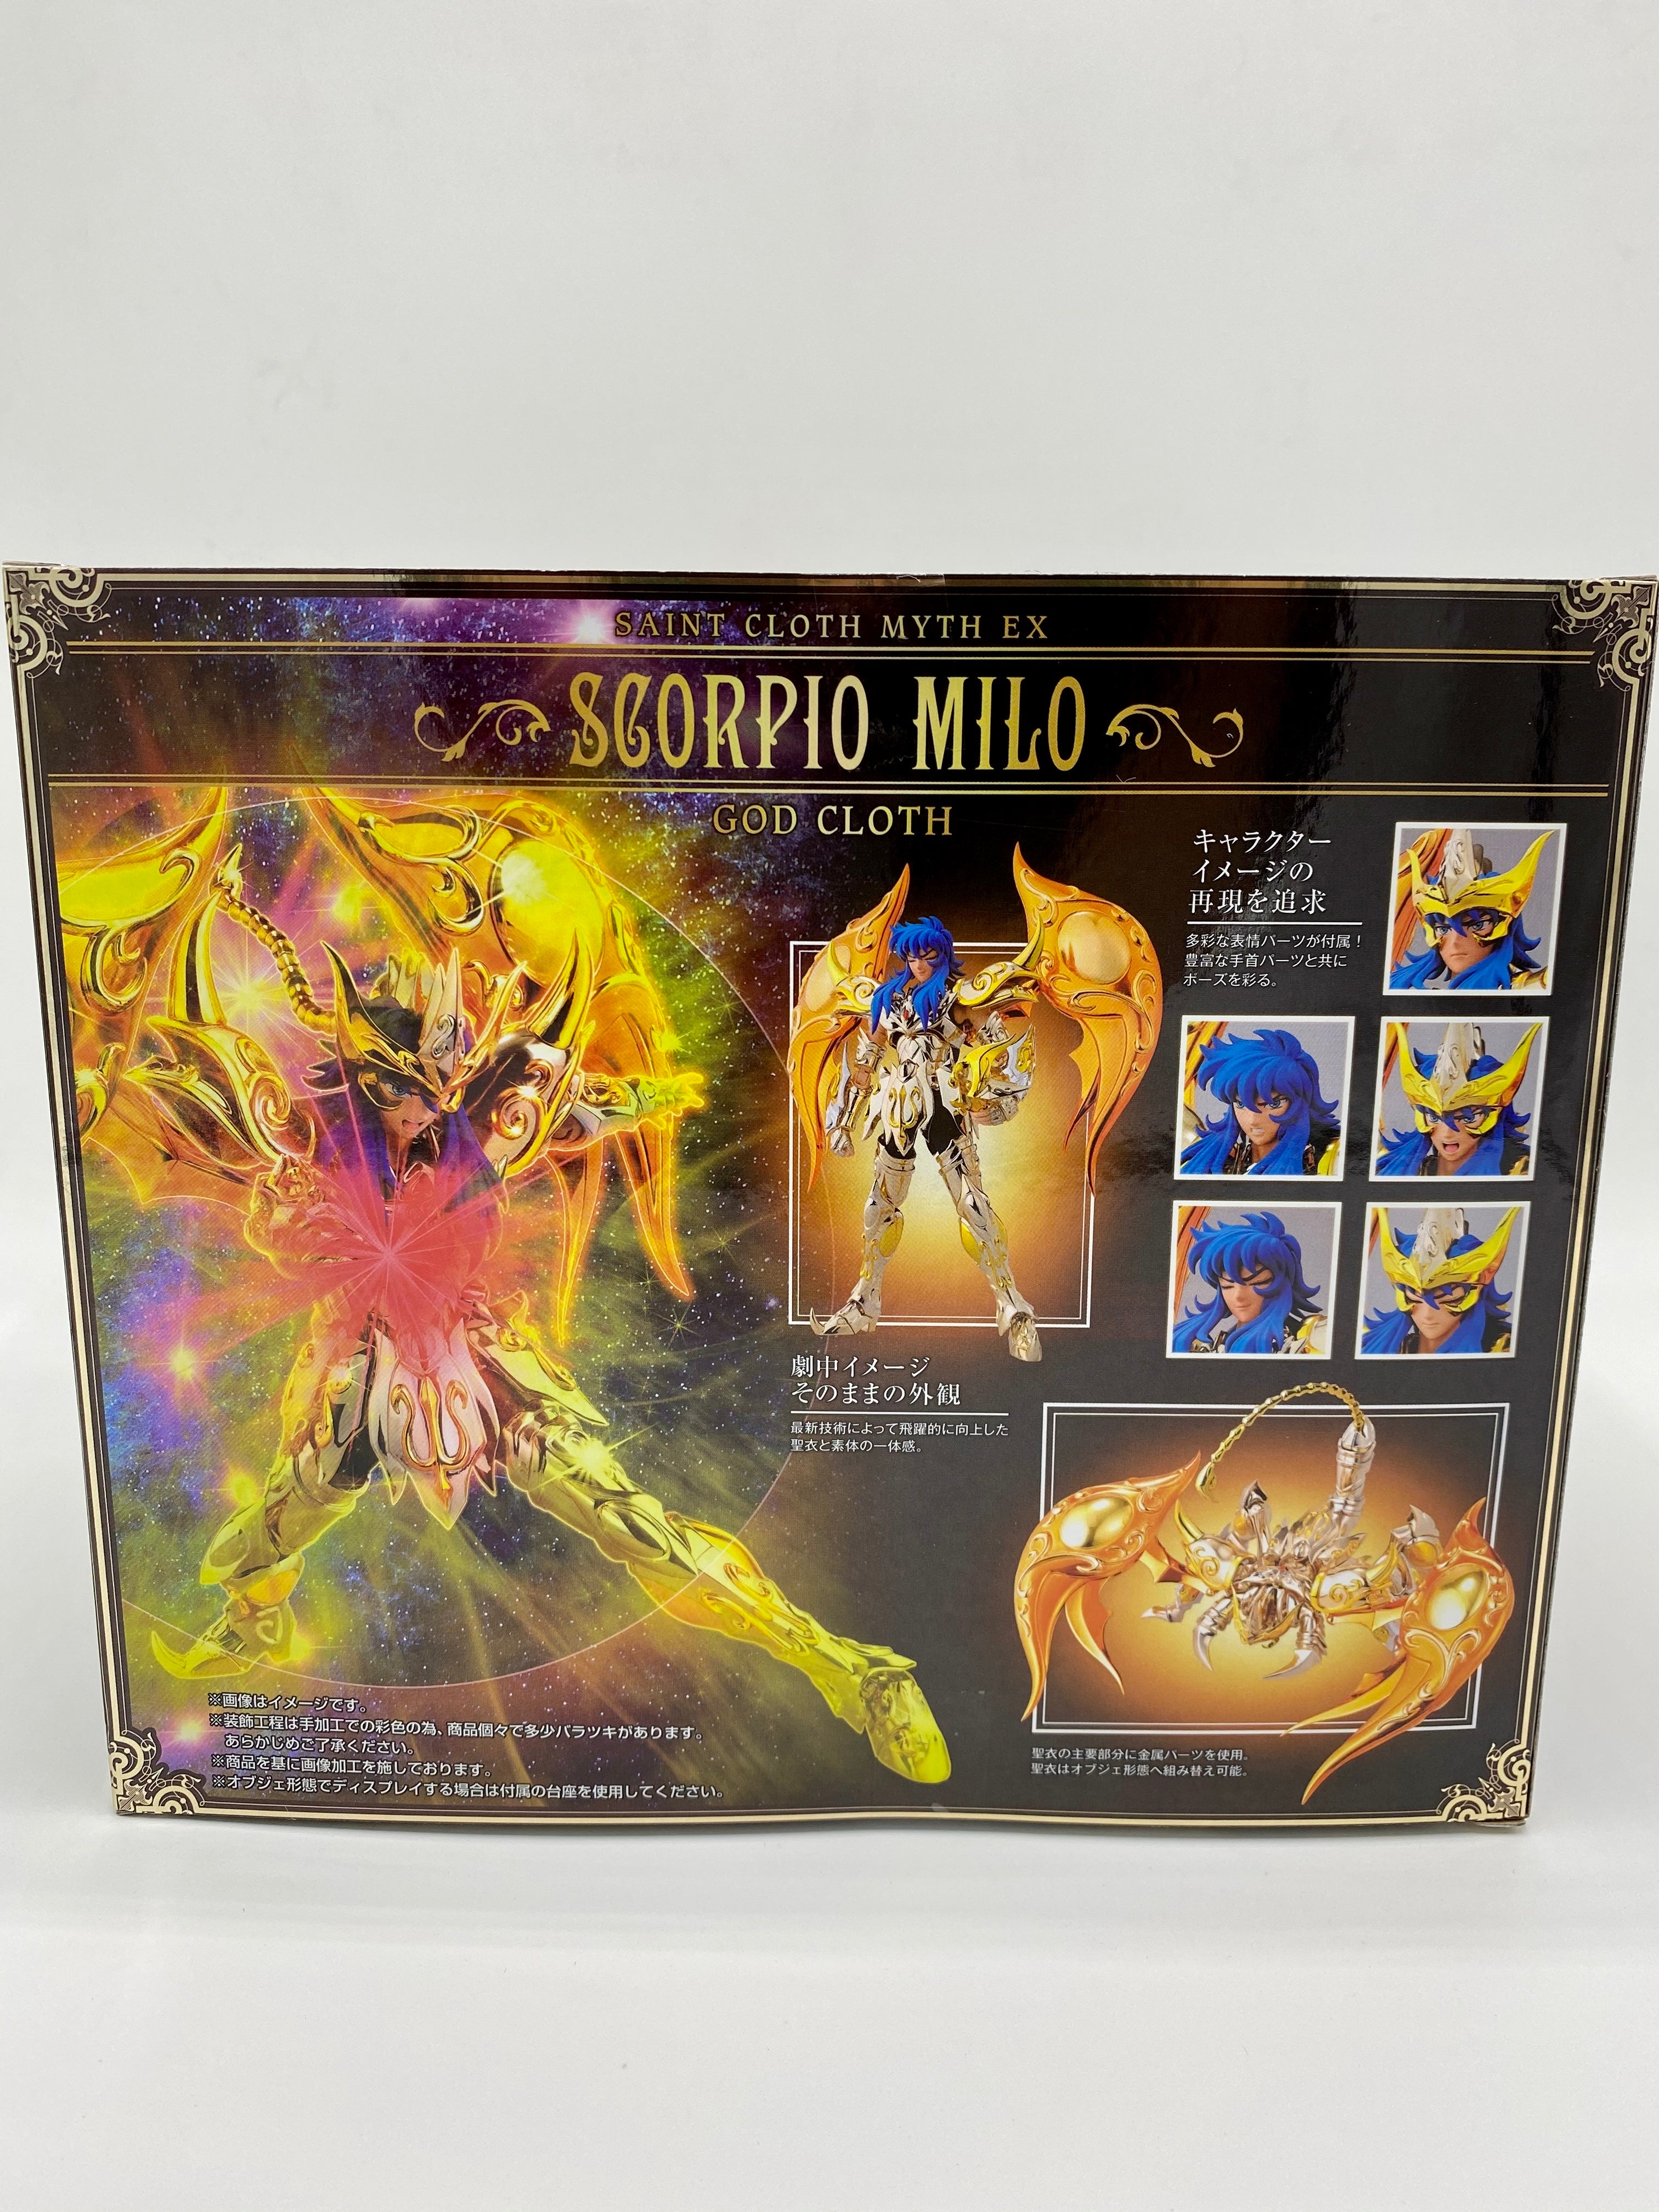 SAINT CLOTH MYTH EX
SCORPIO MILO
GOD CLOTH
キャラクター
イメージの
再現を追求
多彩な表情パーツが付属！
豊富な手首パーツと共に
ポーズを彩る。
劇中イメージ
そのままの外観
最新技術によって飛躍的に向上した
聖衣と素体の一体感。
聖衣の主要部分に金属パーツを使用。
聖衣はオブジェ形態へ組み替え可能。
※画像はイメージです。
※装飾工程は手加工での彩色の為、商品個々で多少バラツキがあります。
あらかじめご了承ください。
※商品を基に画像加工を施しております。
※オブジェ形態でディスプレイする場合は付属の台座を使用してください。